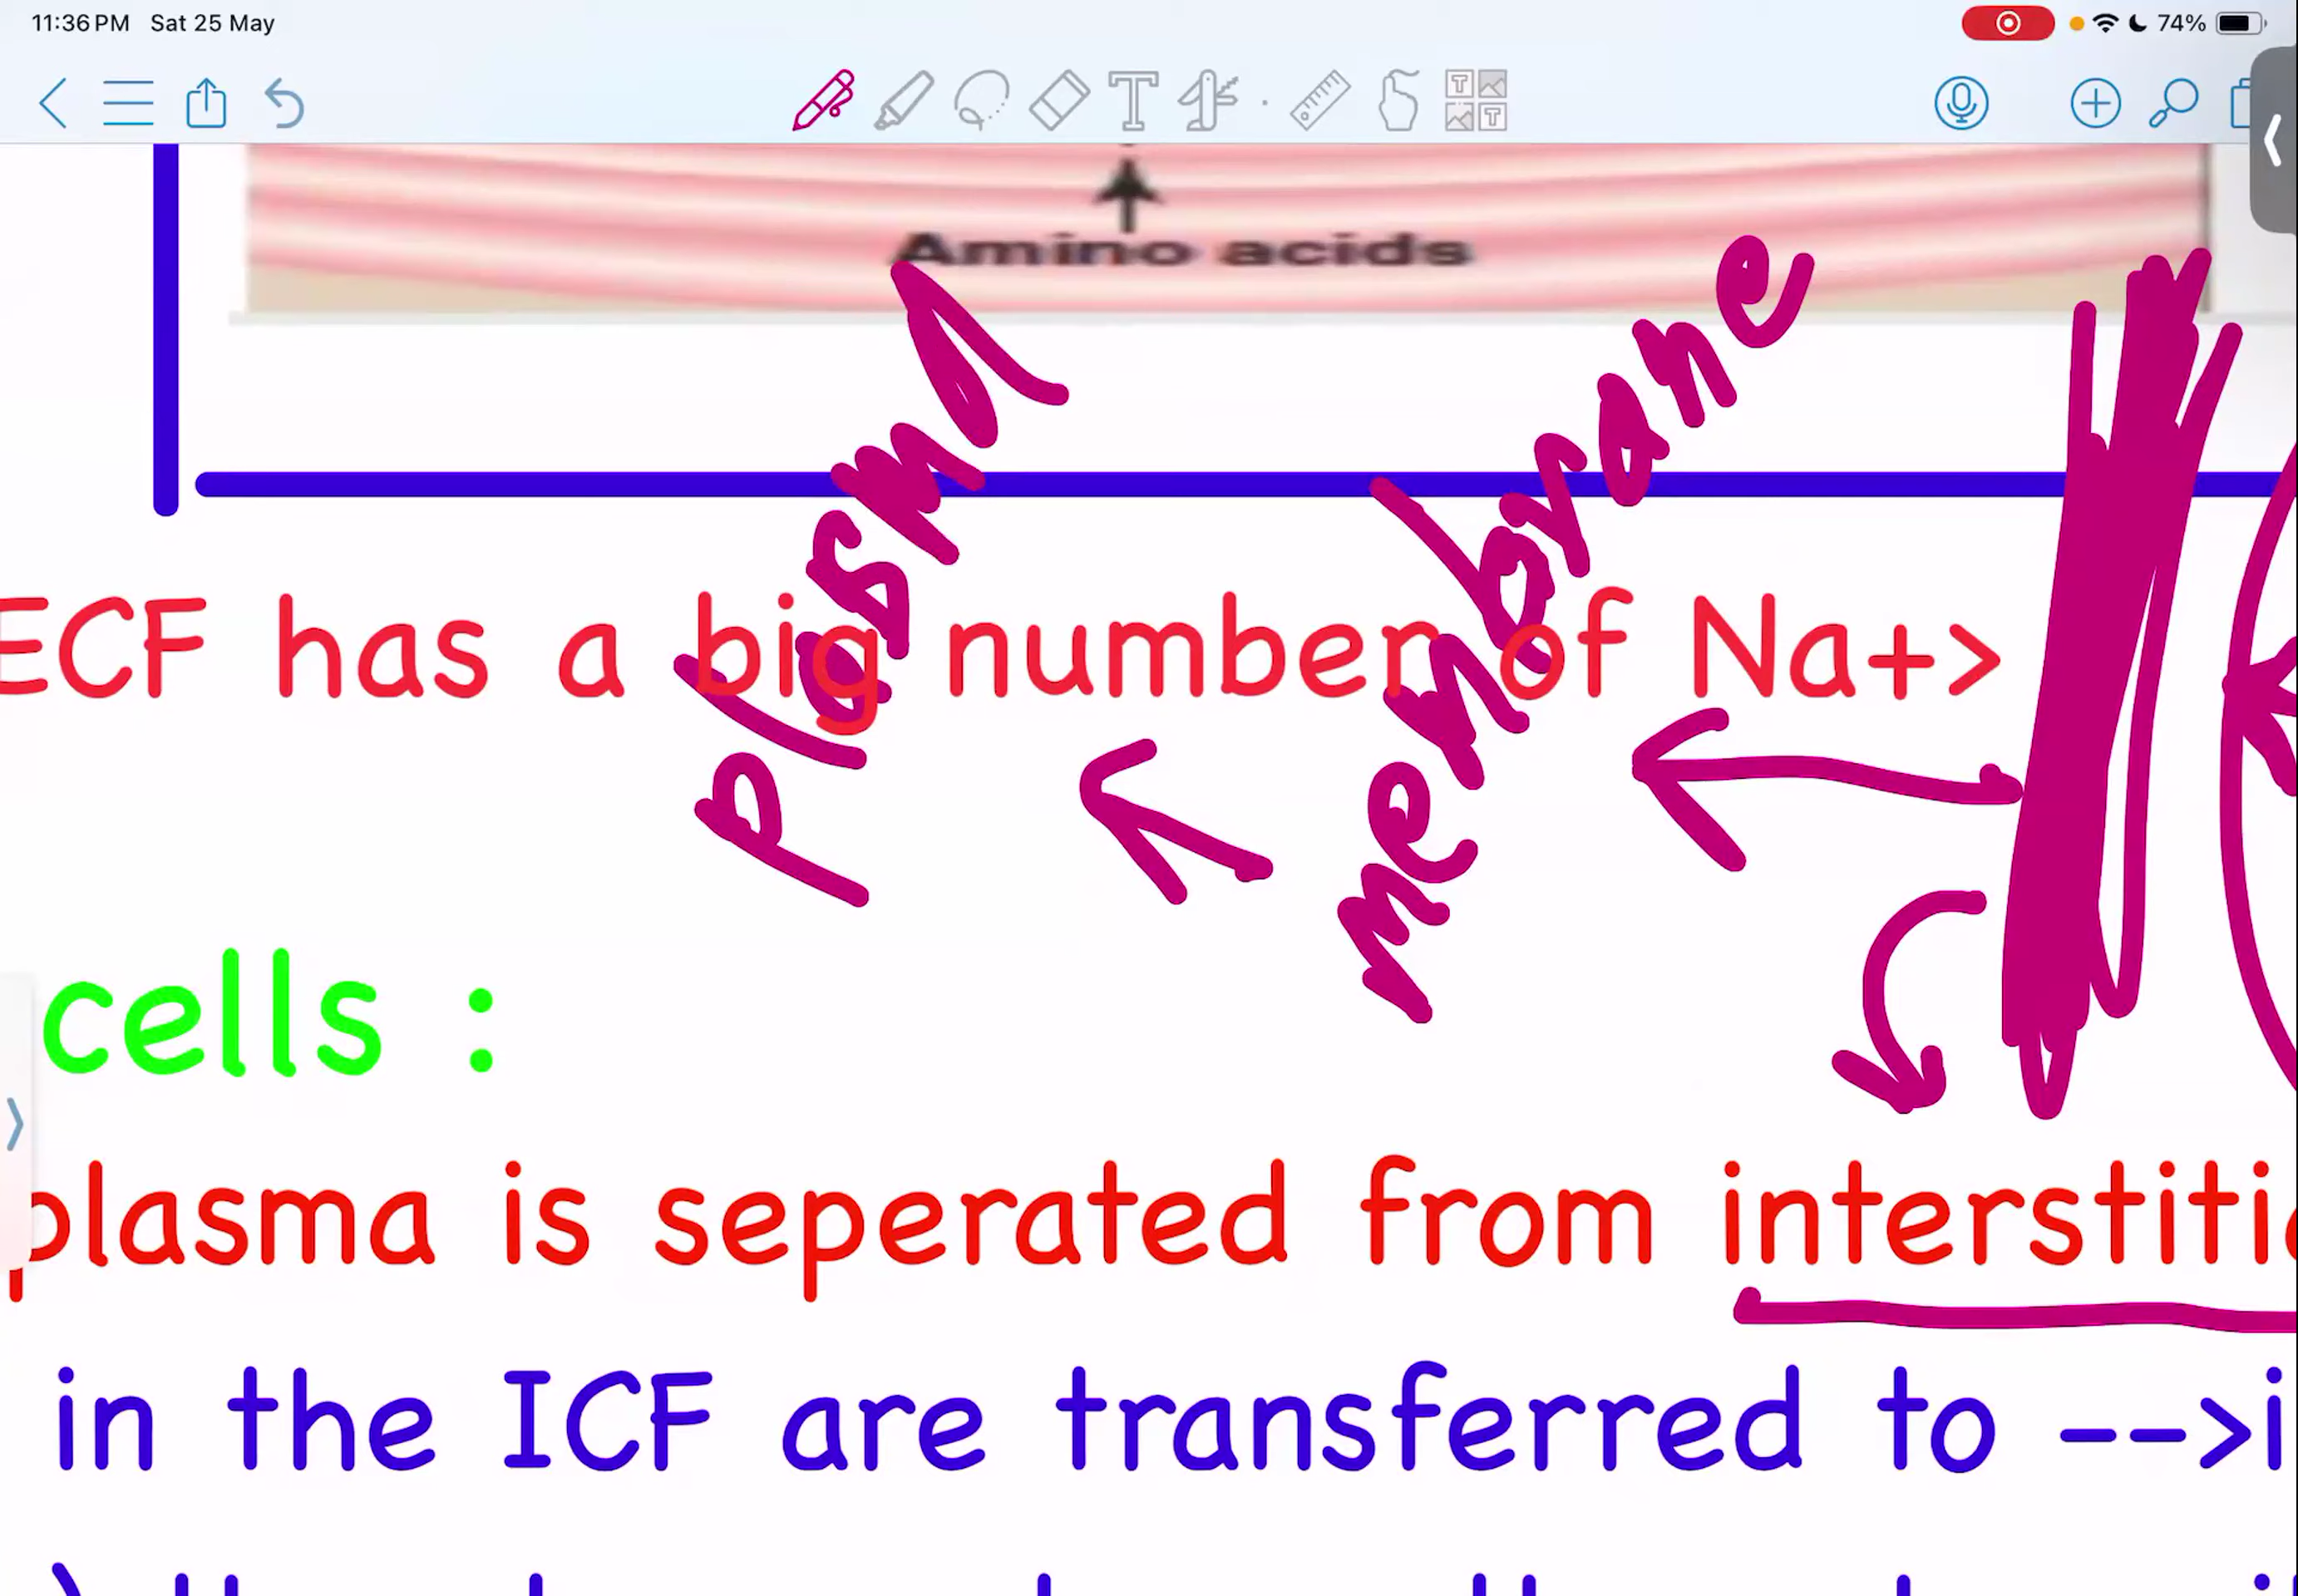 11:36 PM Sat 25 May 74%
Amino acids
plasma
membrane
ECF has a big number of Na+>
cells :
plasma is seperated from interstiti
in the ICF are transferred to -->i